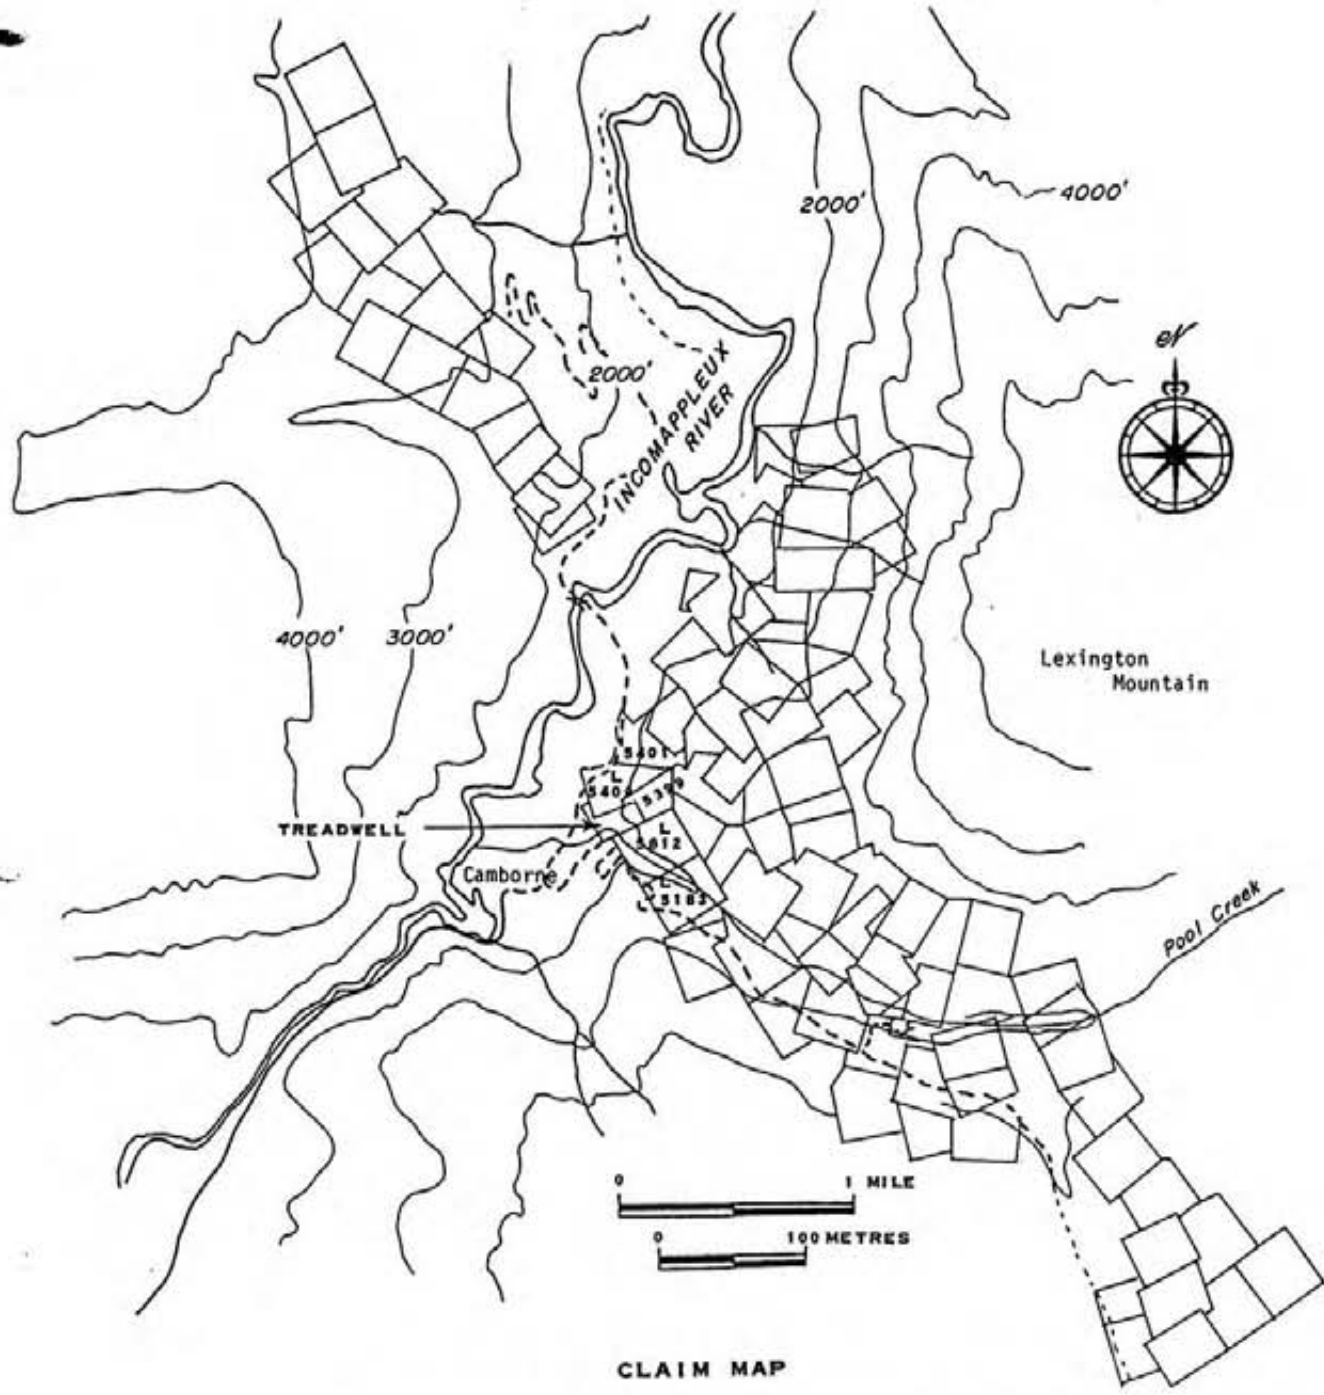 4000'
2000'
N
2000'
INCOMAPPLEUX
RIVER
4000'
3000'
Lexington
Mountain
5401
L
5399
TREADWELL
L
5812
Camborne
L
5183
Pool Creek
0
1 MILE
0
100 METRES
CLAIM MAP